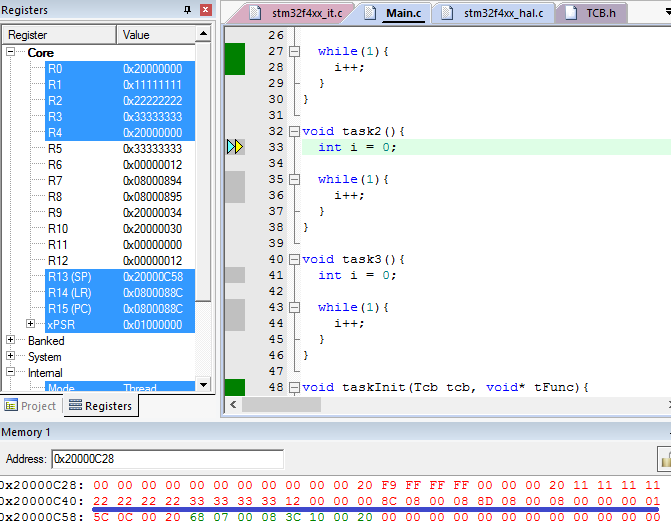 Registers
Register Value
Core
R0 0x20000000
R1 0x11111111
R2 0x22222222
R3 0x33333333
R4 0x20000000
R5 0x33333333
R6 0x00000012
R7 0x08000894
R8 0x08000895
R9 0x20000034
R10 0x20000030
R11 0x00000000
R12 0x00000012
R13 (SP) 0x20000C58
R14 (LR) 0x0800088C
R15 (PC) 0x0800088C
xPSR 0x01000000
Banked
System
Internal
Mode Thread
Project Registers
stm32f4xx_it.c Main.c stm32f4xx_hal.c TCB.h
26
27 while(1){
28 i++;
29 }
30 }
31
32 void task2(){
33 int i = 0;
34
35 while(1){
36 i++;
37 }
38 }
39
40 void task3(){
41 int i = 0;
42
43 while(1){
44 i++;
45 }
46 }
47
48 void taskInit(Tcb tcb, void* tFunc){
Memory 1
Address: 0x20000C28
0x20000C28: 00 00 00 00 00 00 00 00 00 00 00 20 F9 FF FF FF 00 00 00 20 11 11 11 11
0x20000C40: 22 22 22 22 33 33 33 33 12 00 00 00 8C 08 00 08 8D 08 00 08 00 00 00 01
0x20000C58: 5C 0C 00 20 68 07 00 08 3C 10 00 20 00 00 00 00 00 00 00 00 00 00 00 00